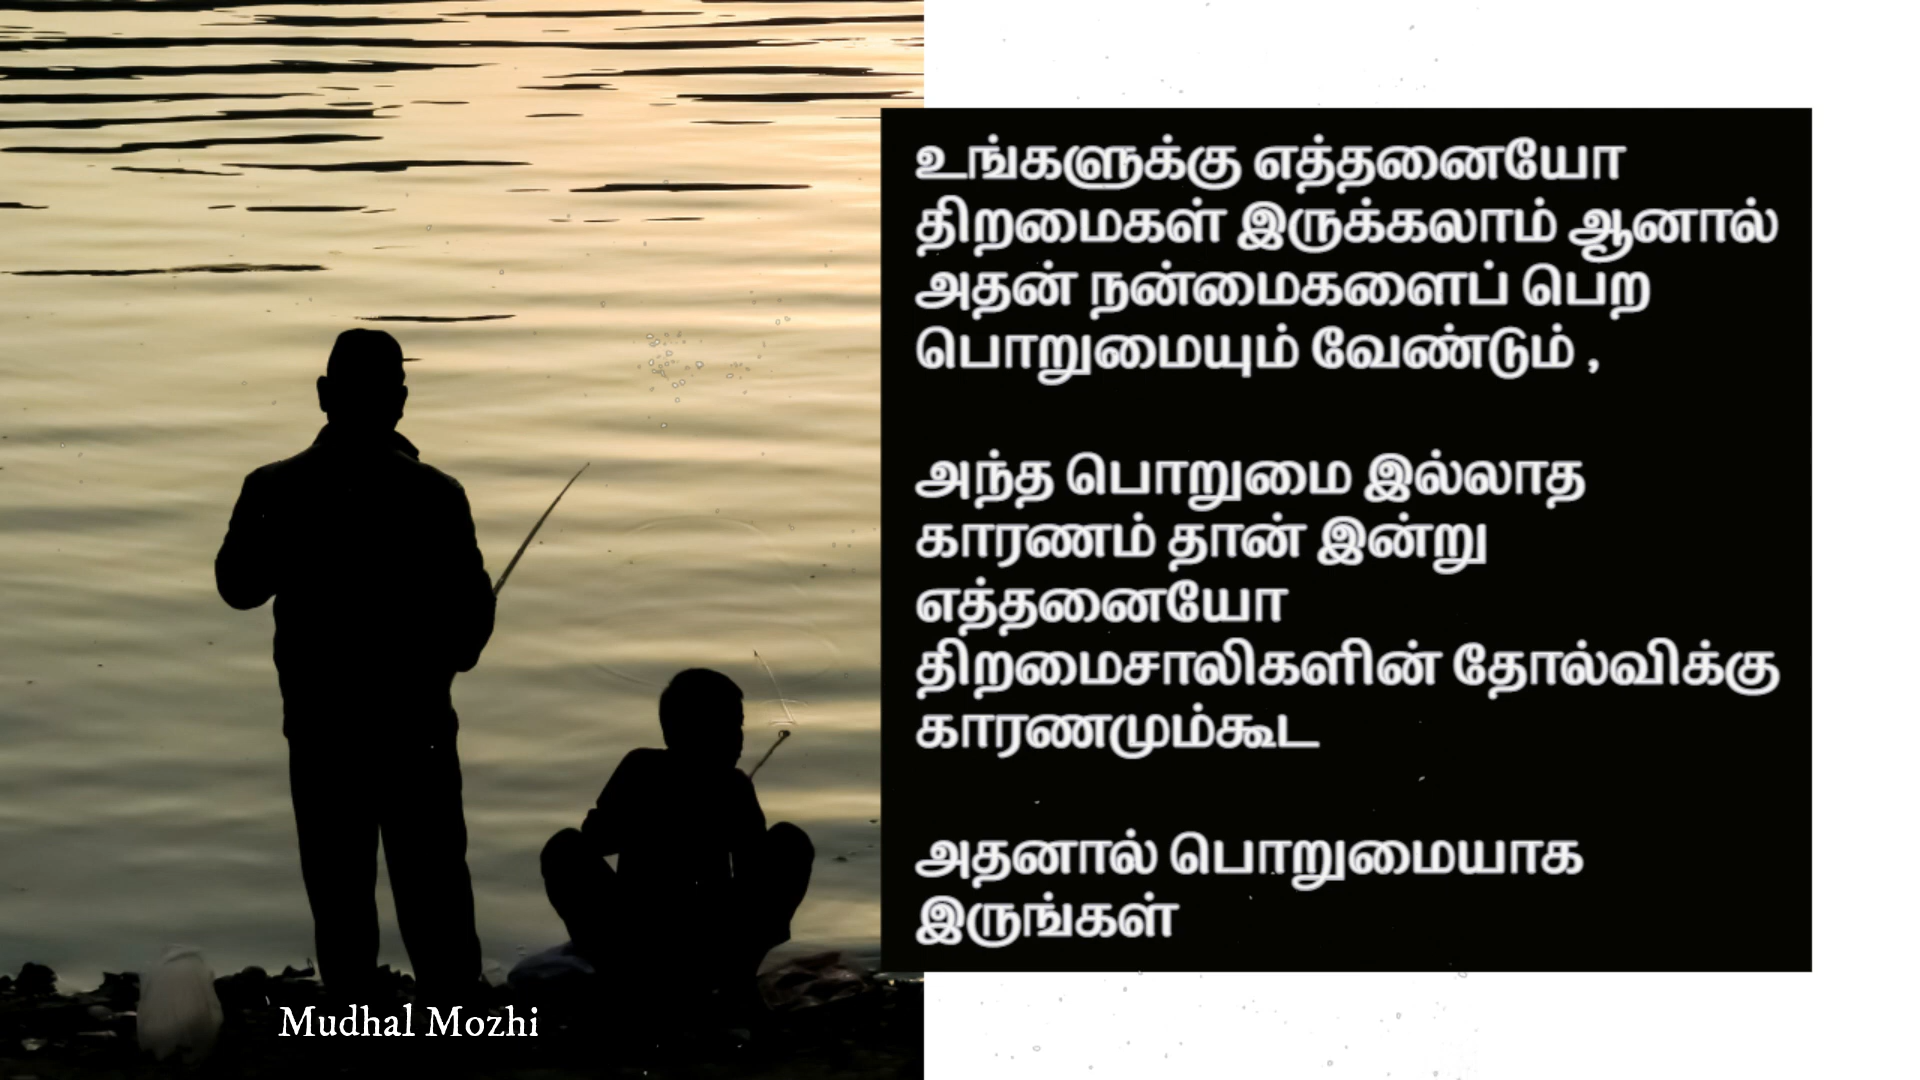 உங்களுக்கு எத்தனையோ
திறமைகள் இருக்கலாம் ஆனால்
அதன் நன்மைகளைப் பெற
பொறுமையும் வேண்டும் ,
அந்த பொறுமை இல்லாத
காரணம் தான் இன்று
எத்தனையோ
திறமைசாலிகளின் தோல்விக்கு
காரணமும்கூட
அதனால் பொறுமையாக
இருங்கள்
Mudhal Mozhi